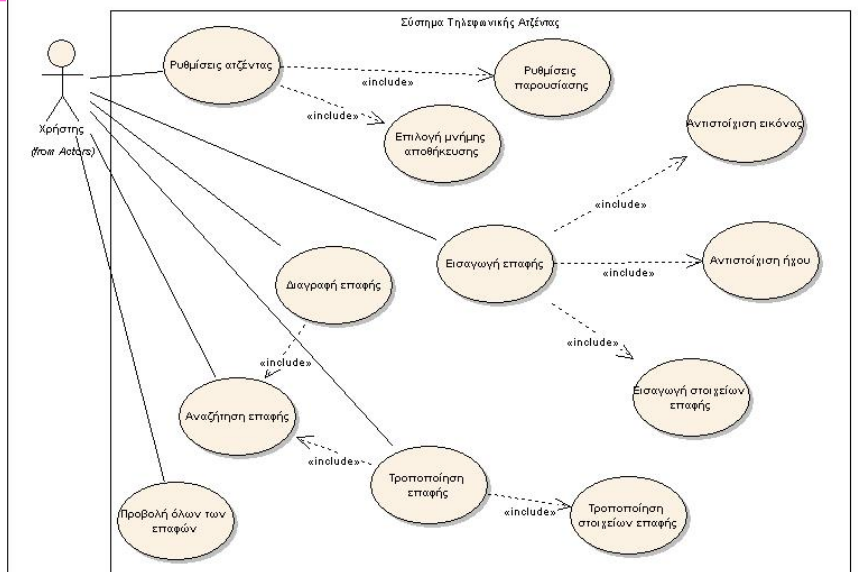 Σύστημα Τηλεφωνικής Ατζέντας
Ρυθμίσεις ατζέντας
Ρυθμίσεις
παρουσίασης
«include»
«include»
Χρήστης
(from Actors)
Επιλογή μνήμης
αποθήκευσης
Αντιστοίχιση εικόνας
«include»
Εισαγωγή επαφής
Αντιστοίχιση ήχου
«include»
Διαγραφή επαφής
«include»
«include»
Εισαγωγή στοιχείων
επαφής
Αναζήτηση επαφής
«include»
Τροποποίηση
επαφής
Προβολή όλων των
επαφών
«include»
Τροποποίηση
στοιχείων επαφής